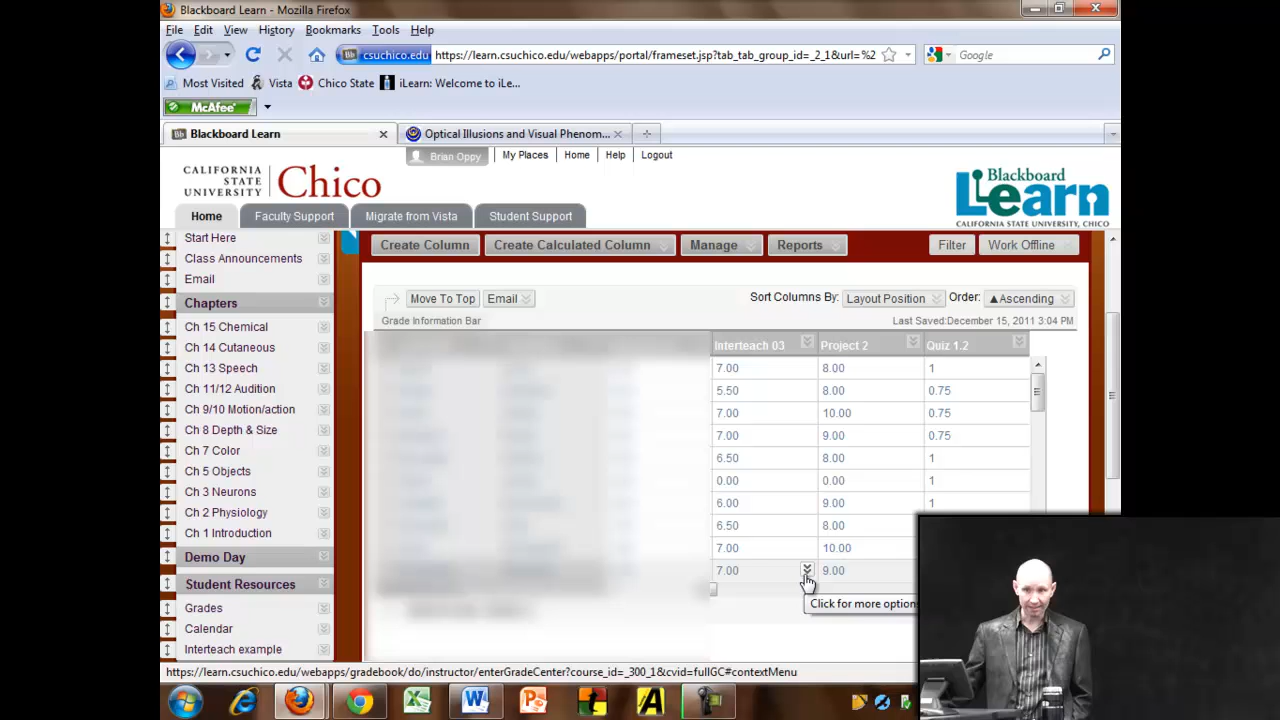 Blackboard Learn - Mozilla Firefox
File Edit View History Bookmarks Tools Help
csuchico.edu https://learn.csuchico.edu/webapps/portal/frameset.jsp?tab_tab_group_id=_2_1&url=%2 Google
Most Visited Vista Chico State iLearn: Welcome to iLe...
McAfee
Blackboard Learn Optical Illusions and Visual Phenom...
Brian Oppy My Places Home Help Logout
CALIFORNIA STATE UNIVERSITY Chico
Blackboard Learn
CALIFORNIA STATE UNIVERSITY, CHICO
Home Faculty Support Migrate from Vista Student Support
Start Here
Class Announcements
Email
Chapters
Ch 15 Chemical
Ch 14 Cutaneous
Ch 13 Speech
Ch 11/12 Audition
Ch 9/10 Motion/action
Ch 8 Depth & Size
Ch 7 Color
Ch 5 Objects
Ch 3 Neurons
Ch 2 Physiology
Ch 1 Introduction
Demo Day
Student Resources
Grades
Calendar
Interteach example
Create Column Create Calculated Column Manage Reports Filter Work Offline
Move To Top Email Sort Columns By: Layout Position Order: ▲Ascending
Grade Information Bar Last Saved:December 15, 2011 3:04 PM
Interteach 03 Project 2 Quiz 1.2
7.00 8.00 1
5.50 8.00 0.75
7.00 10.00 0.75
7.00 9.00 0.75
6.50 8.00 1
0.00 0.00 1
6.00 9.00 1
6.50 8.00
7.00 10.00
7.00 9.00
Click for more option
https://learn.csuchico.edu/webapps/gradebook/do/instructor/enterGradeCenter?course_id=_300_1&cvid=fullGC#contextMenu